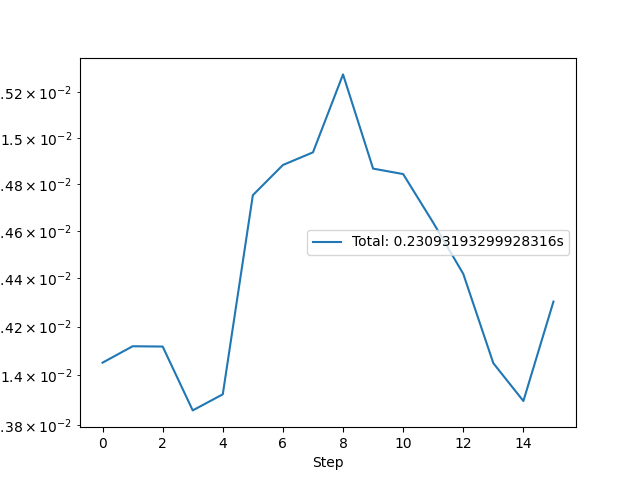 .52 × 10⁻²
1.5 × 10⁻²
.48 × 10⁻²
.46 × 10⁻²
.44 × 10⁻²
.42 × 10⁻²
1.4 × 10⁻²
.38 × 10⁻²
Total: 0.23093193299928316s
0 2 4 6 8 10 12 14
Step